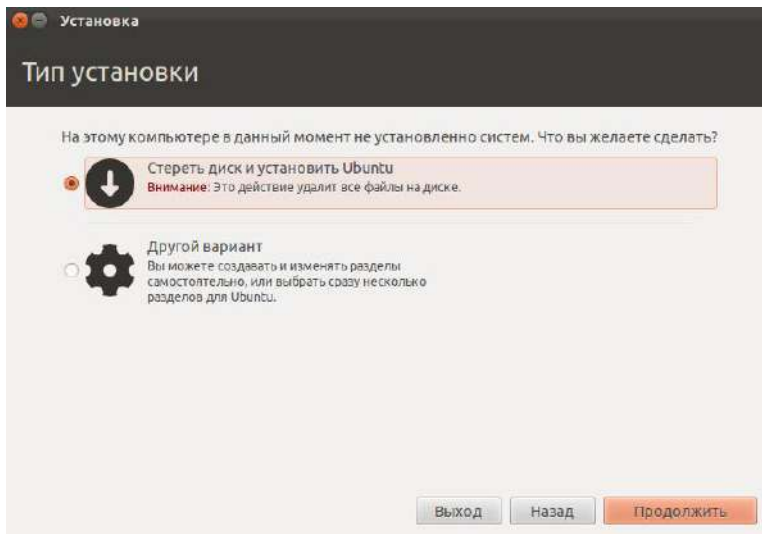 Установка
Тип установки
На этому компьютере в данный момент не установленно систем. Что вы желаете сделать?
Стереть диск и установить Ubuntu
Внимание: Это действие удалит все файлы на диске.
Другой вариант
Вы можете создавать и изменять разделы
самостоятельно, или выбрать сразу несколько
разделов для Ubuntu.
Выход
Назад
Продолжить